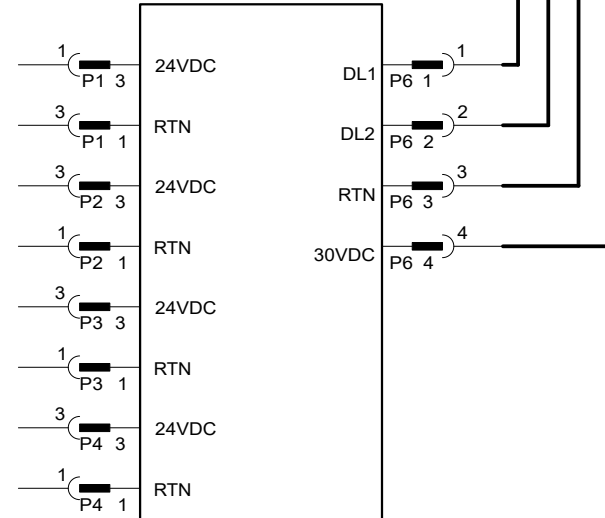 1 P1 3 24VDC
3 P1 1 RTN
3 P2 3 24VDC
1 P2 1 RTN
3 P3 3 24VDC
1 P3 1 RTN
3 P4 3 24VDC
1 P4 1 RTN
DL1 P6 1 1
DL2 P6 2 2
RTN P6 3 3
30VDC P6 4 4